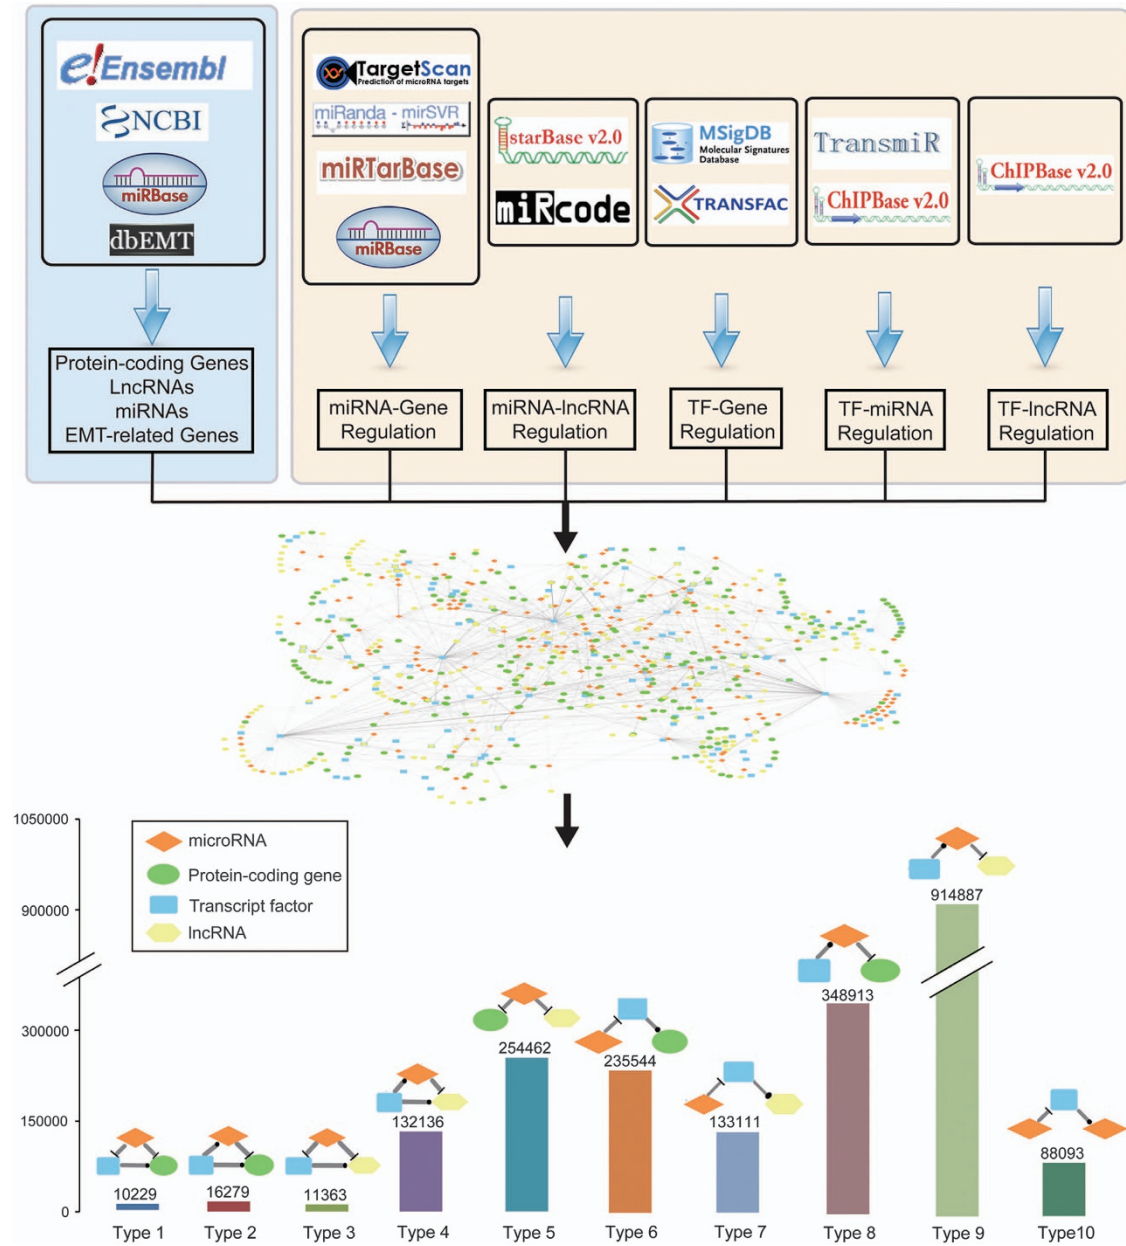 e!Ensembl
NCBI
miRBase
dbEMT
TargetScan
Prediction of microRNA targets
miRanda - mirSVR
miRTarBase
miRBase
starBase v2.0
miRcode
MSigDB
Molecular Signatures
Database
TRANSFAC
TransmiR
ChIPBase v2.0
ChIPBase v2.0
Protein-coding Genes
LncRNAs
miRNAs
EMT-related Genes
miRNA-Gene
Regulation
miRNA-lncRNA
Regulation
TF-Gene
Regulation
TF-miRNA
Regulation
TF-lncRNA
Regulation
1050000
900000
300000
150000
0
microRNA
Protein-coding gene
Transcript factor
lncRNA
10229
16279
11363
132136
254462
235544
133111
348913
914887
88093
Type 1
Type 2
Type 3
Type 4
Type 5
Type 6
Type 7
Type 8
Type 9
Type10